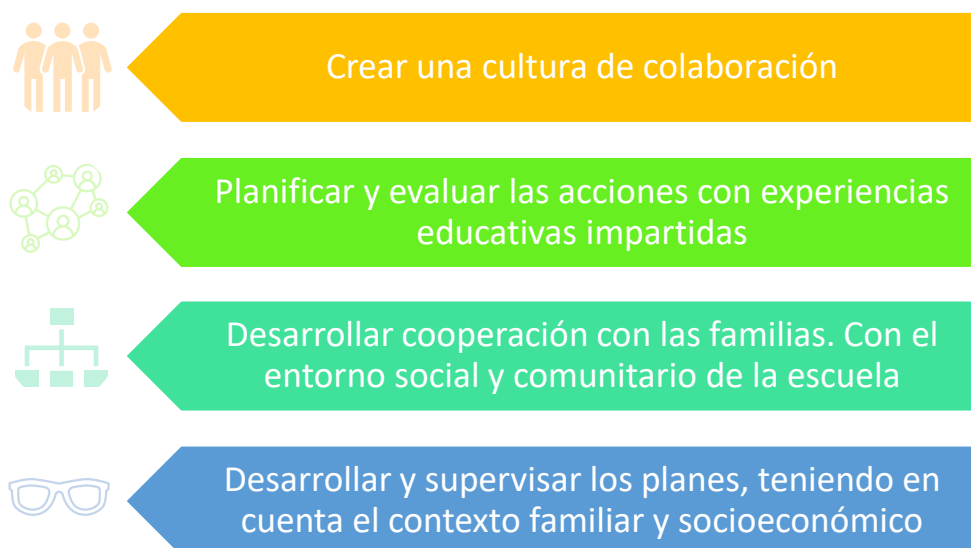 Crear una cultura de colaboración
Planificar y evaluar las acciones con experiencias
educativas impartidas
Desarrollar cooperación con las familias. Con el
entorno social y comunitario de la escuela
Desarrollar y supervisar los planes, teniendo en
cuenta el contexto familiar y socioeconómico